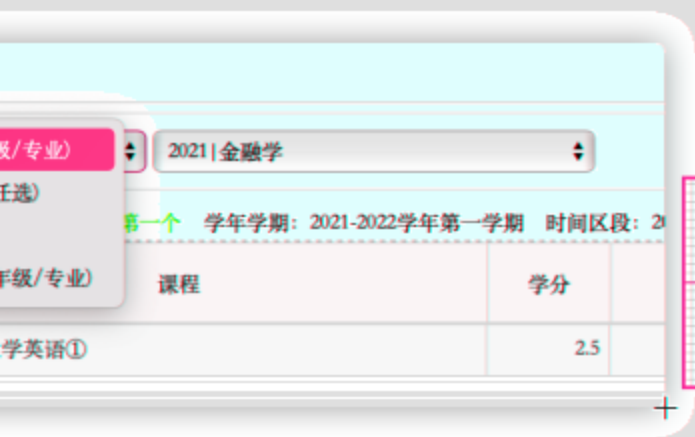 级/专业)
2021 | 金融学
任选)
第一个 学年学期：2021-2022学年第一学期 时间区段：20
年级/专业)
课程 学分
学英语① 2.5